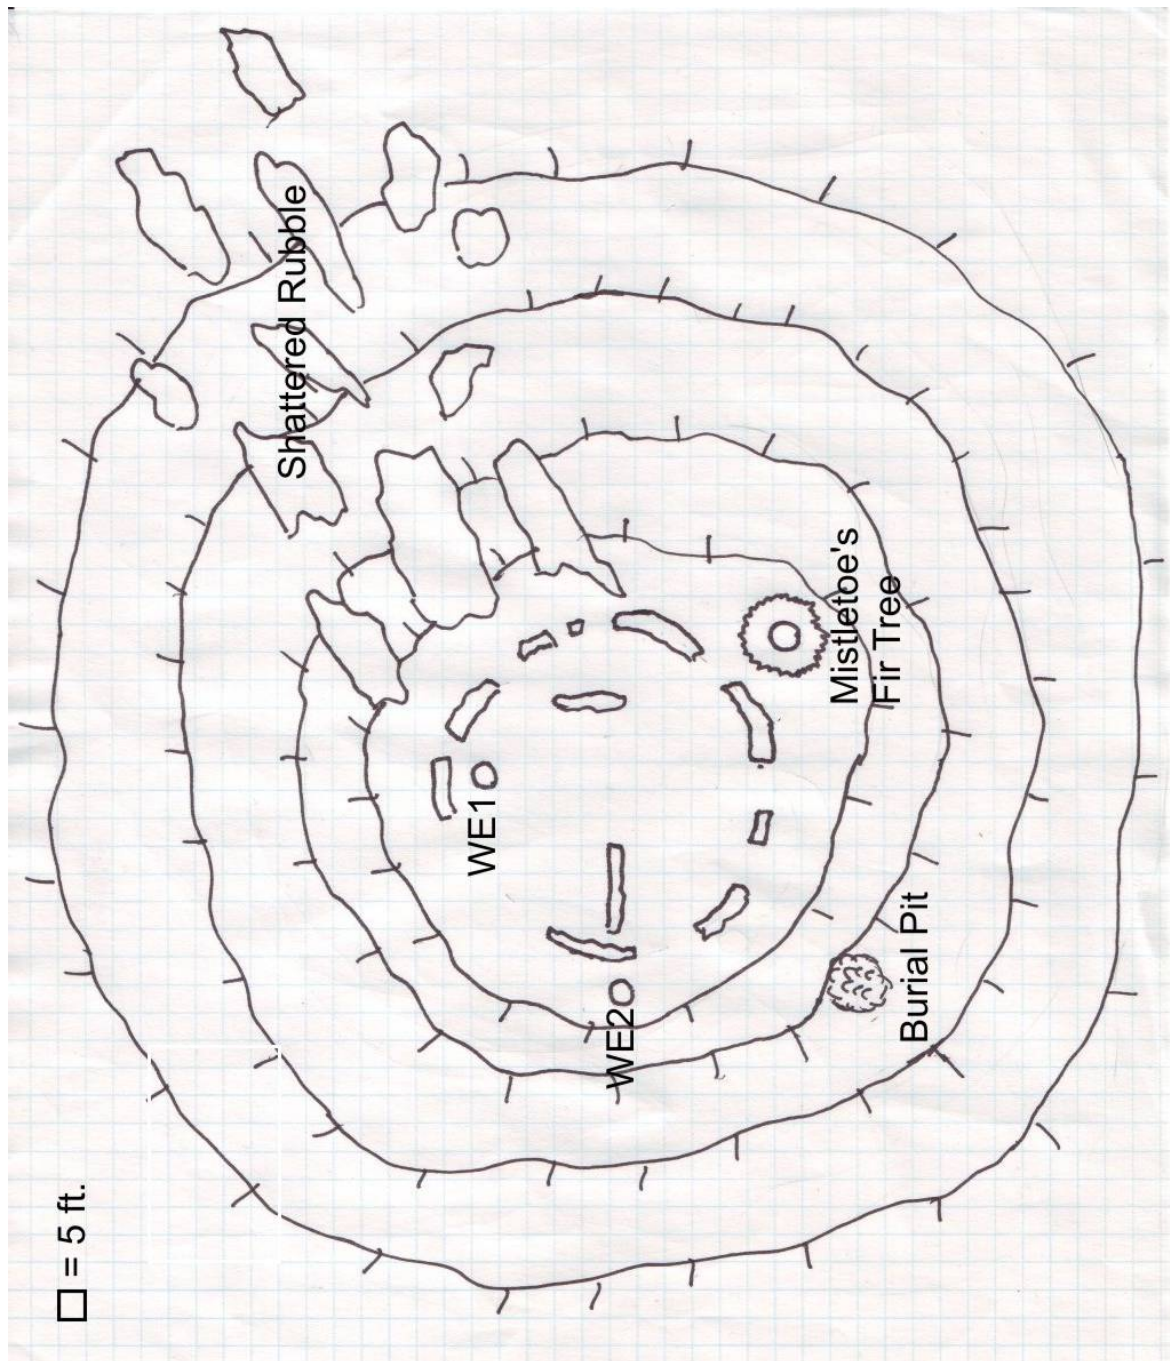 □ = 5 ft.
Shattered Rubble
WE1
WE2
Mistletoe's
Fir Tree
Burial Pit